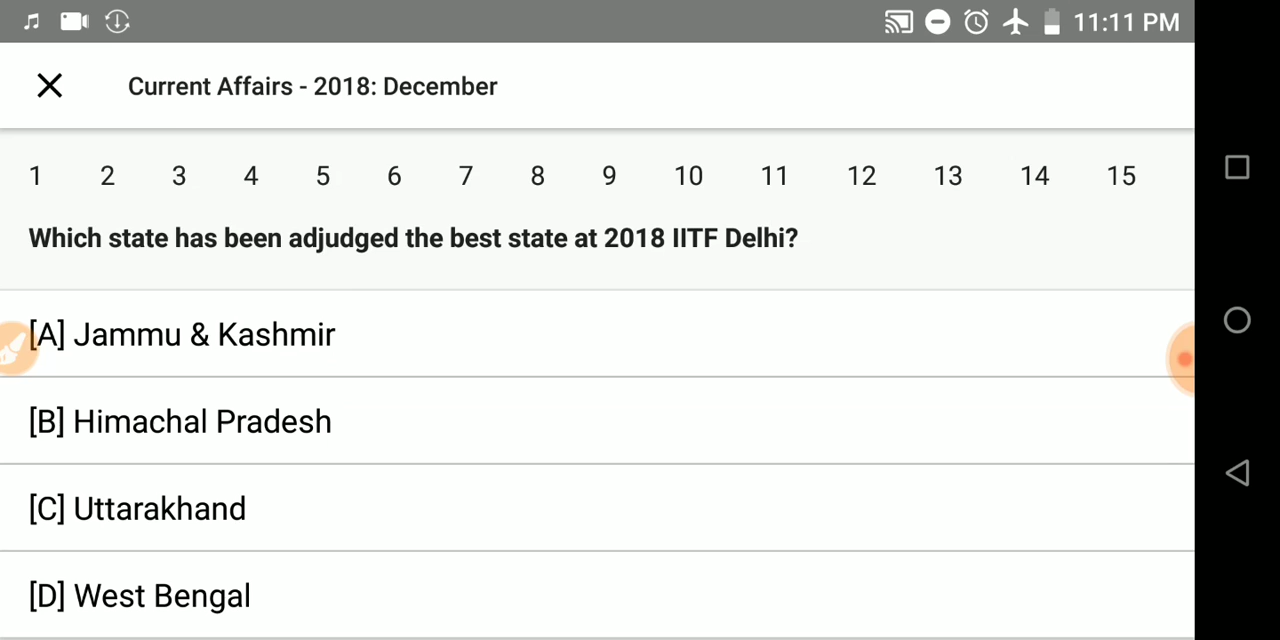 11:11 PM
Current Affairs - 2018: December
1 2 3 4 5 6 7 8 9 10 11 12 13 14 15
Which state has been adjudged the best state at 2018 IITF Delhi?
[A] Jammu & Kashmir
[B] Himachal Pradesh
[C] Uttarakhand
[D] West Bengal